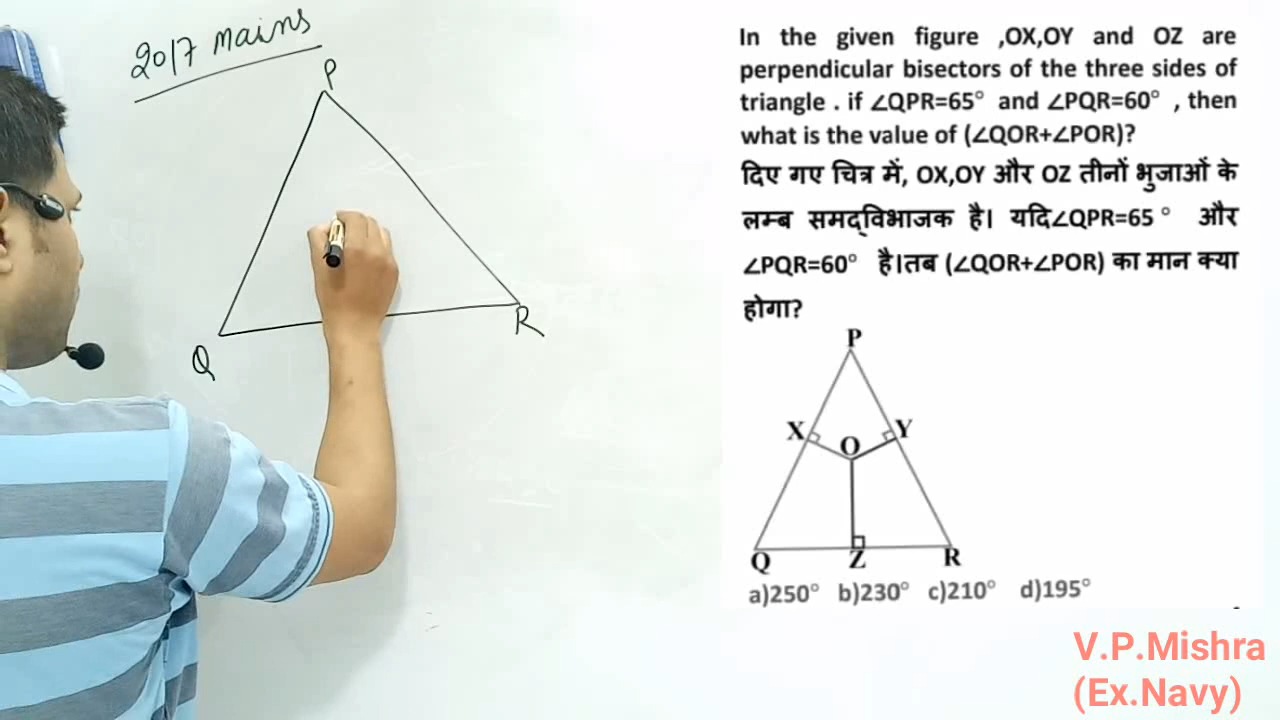 2017 mains
P
Q
R
In the given figure ,OX,OY and OZ are
perpendicular bisectors of the three sides of
triangle . if ∠QPR=65° and ∠PQR=60° , then
what is the value of (∠QOR+∠POR)?
दिए गए चित्र में, OX,OY और OZ तीनों भुजाओं के
लम्ब समद्विभाजक है। यदि∠QPR=65 ° और
∠PQR=60° है।तब (∠QOR+∠POR) का मान क्या
होगा?
P
X
Y
O
Q
Z
R
a)250° b)230° c)210° d)195°
V.P.Mishra
(Ex.Navy)